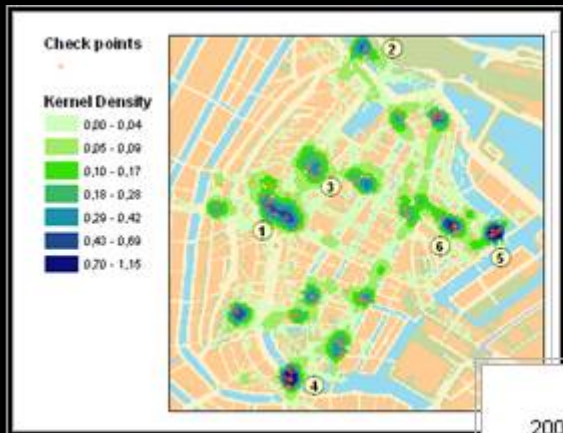 Check points
Kernel Density
0,00 - 0,04
0,05 - 0,09
0,10 - 0,17
0,18 - 0,28
0,29 - 0,42
0,43 - 0,69
0,70 - 1,15
2
3
1
6
5
4
200